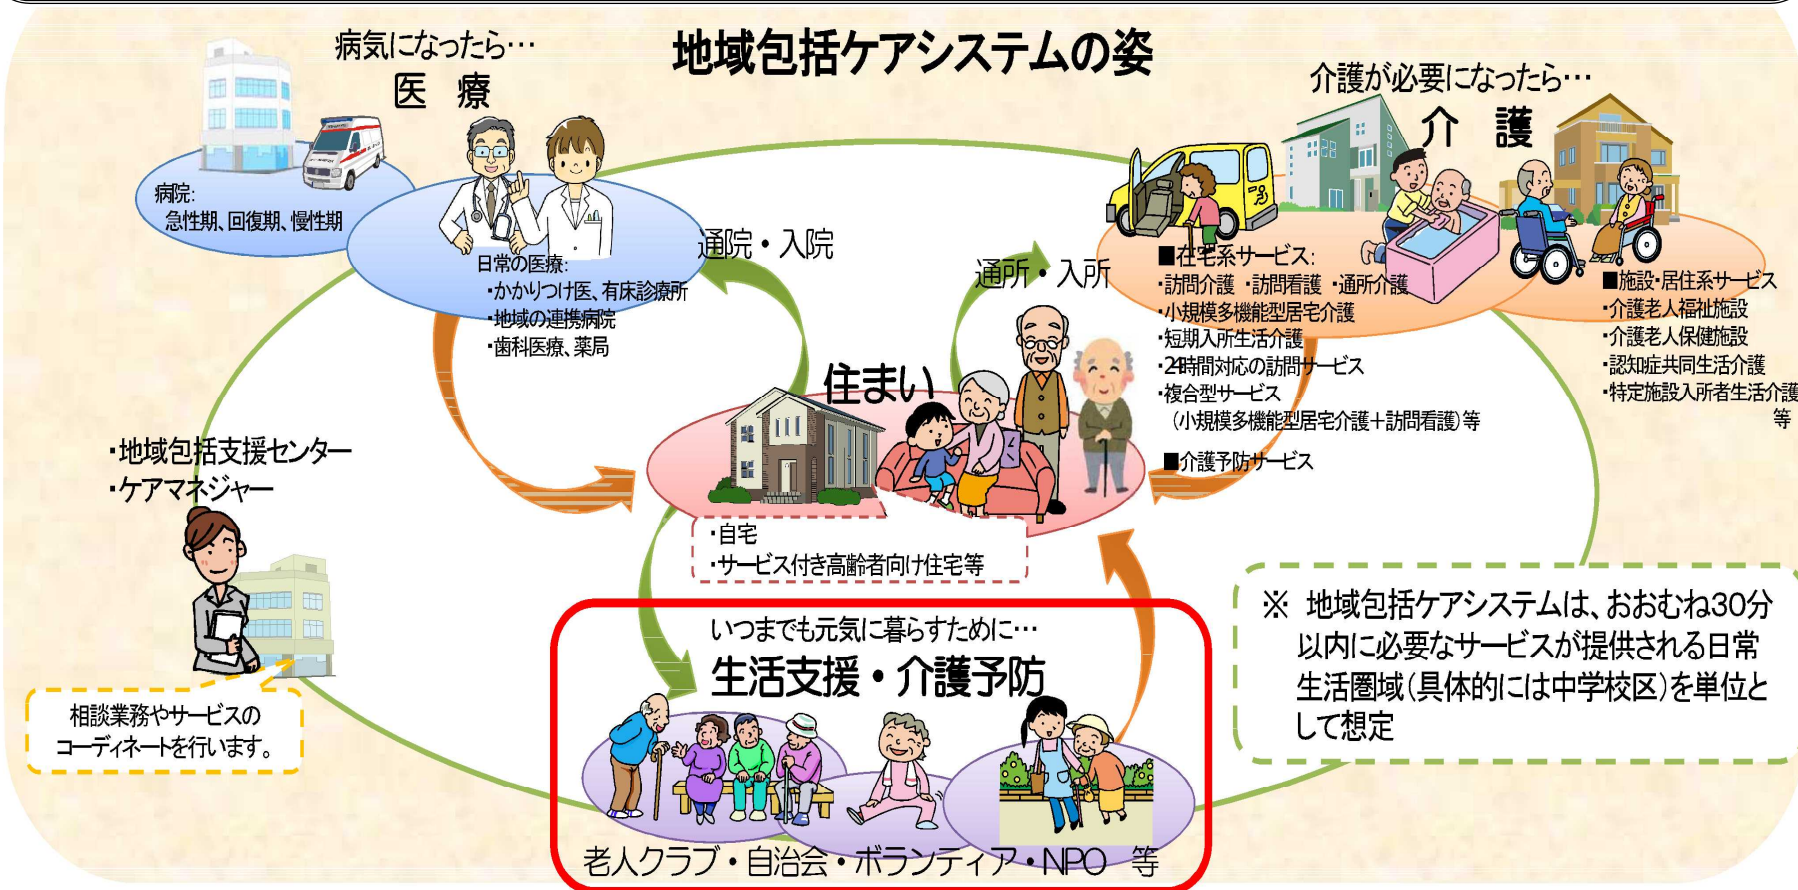 地域包括ケアシステムの姿
病気になったら…
医 療
病院:
急性期、回復期、慢性期
日常の医療:
・かかりつけ医、有床診療所
・地域の連携病院
・歯科医療、薬局
通院・入院
通所・入所
介護が必要になったら…
介 護
■在宅系サービス:
・訪問介護 ・訪問看護 ・通所介護
・小規模多機能型居宅介護
・短期入所生活介護
・24時間対応の訪問サービス
・複合型サービス
(小規模多機能型居宅介護+訪問看護)等
■介護予防サービス
■施設・居住系サービス
・介護老人福祉施設
・介護老人保健施設
・認知症共同生活介護
・特定施設入所者生活介護
等
住まい
・自宅
・サービス付き高齢者向け住宅等
・地域包括支援センター
・ケアマネジャー
相談業務やサービスの
コーディネートを行います。
いつまでも元気に暮らすために…
生活支援・介護予防
老人クラブ・自治会・ボランティア・NPO 等
※ 地域包括ケアシステムは、おおむね30分
以内に必要なサービスが提供される日常
生活圏域(具体的には中学校区)を単位と
して想定